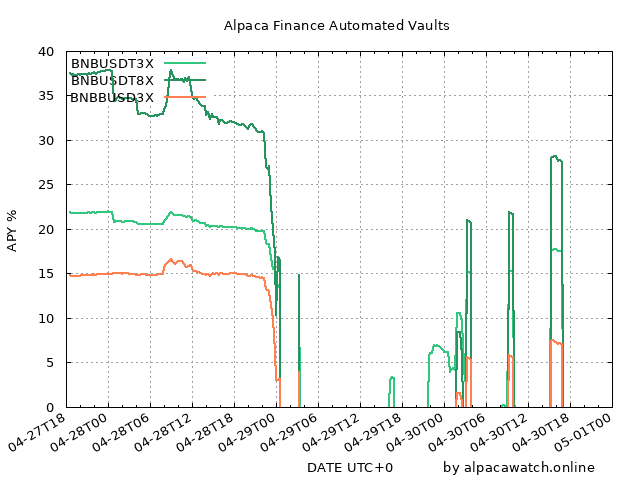 Alpaca Finance Automated Vaults
BNBUSDT3X
BNBUSDT8X
BNBBUSD3X
APY %
40
35
30
25
20
15
10
5
0
04-27T18
04-28T00
04-28T06
04-28T12
04-28T18
04-29T00
04-29T06
04-29T12
04-29T18
04-30T00
04-30T06
04-30T12
04-30T18
05-01T00
DATE UTC+0
by alpacawatch.online